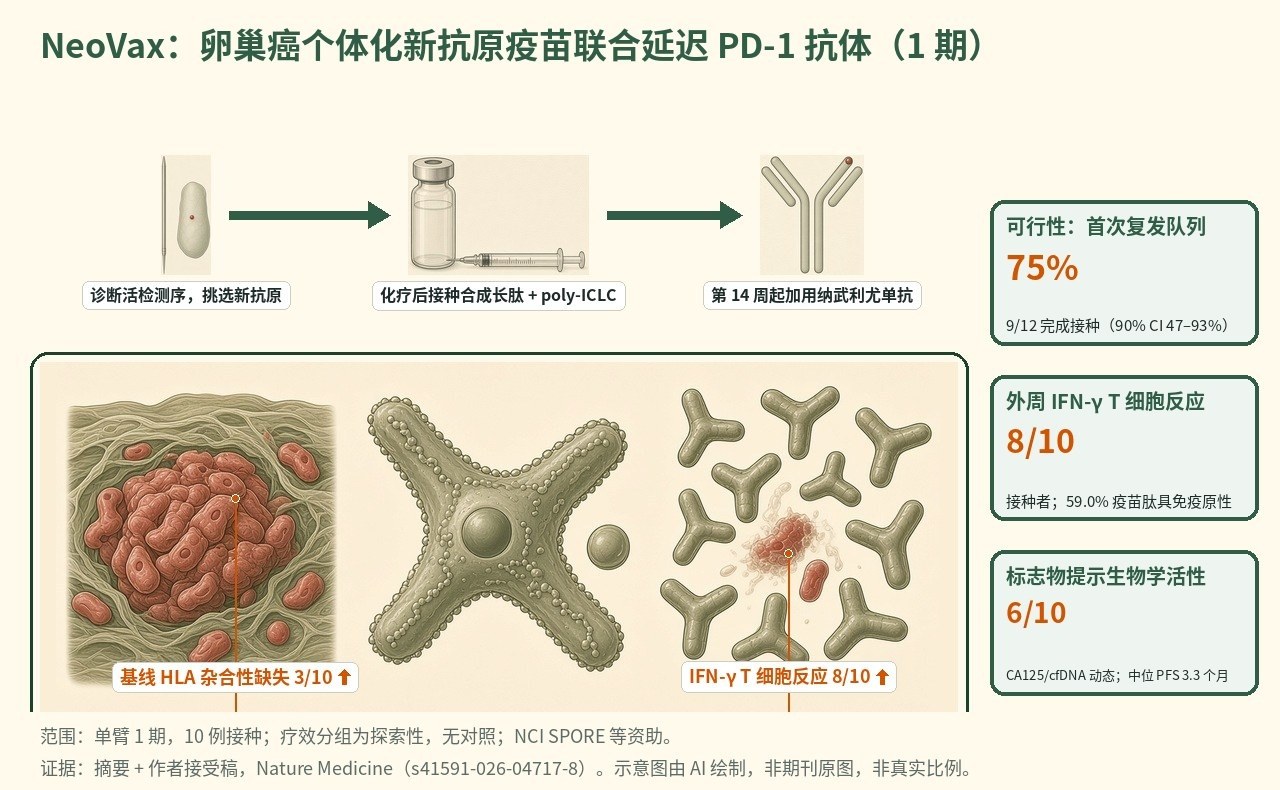 NeoVax：卵巢癌个体化新抗原疫苗联合延迟 PD-1 抗体（1 期）
诊断活检测序，挑选新抗原
化疗后接种合成长肽 + poly-ICLC
第 14 周起加用纳武利尤单抗
可行性：首次复发队列
75%
9/12 完成接种（90% CI 47–93%）
外周 IFN-γ T 细胞反应
8/10
接种者；59.0% 疫苗肽具免疫原性
标志物提示生物学活性
6/10
CA125/cfDNA 动态；中位 PFS 3.3 个月
基线 HLA 杂合性缺失 3/10 ⬆
IFN-γ T 细胞反应 8/10 ⬆
范围：单臂 1 期，10 例接种；疗效分组为探索性，无对照；NCI SPORE 等资助。
证据：摘要 + 作者接受稿，Nature Medicine（s41591-026-04717-8）。示意图由 AI 绘制，非期刊原图，非真实比例。